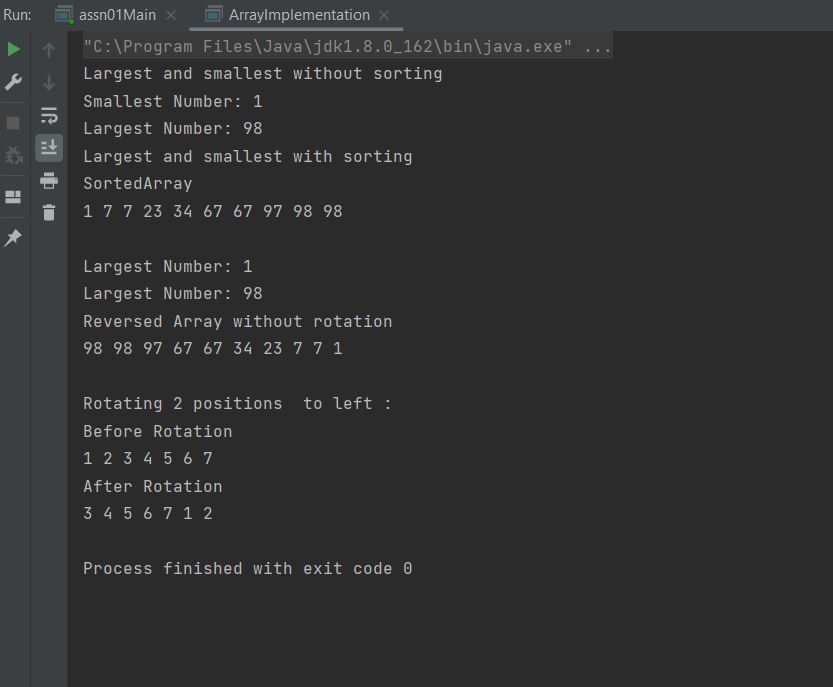 Run: assn01Main × ArrayImplementation ×
"C:\Program Files\Java\jdk1.8.0_162\bin\java.exe" ...
Largest and smallest without sorting
Smallest Number: 1
Largest Number: 98
Largest and smallest with sorting
SortedArray
1 7 7 23 34 67 67 97 98 98
Largest Number: 1
Largest Number: 98
Reversed Array without rotation
98 98 97 67 67 34 23 7 7 1
Rotating 2 positions  to left :
Before Rotation
1 2 3 4 5 6 7
After Rotation
3 4 5 6 7 1 2
Process finished with exit code 0